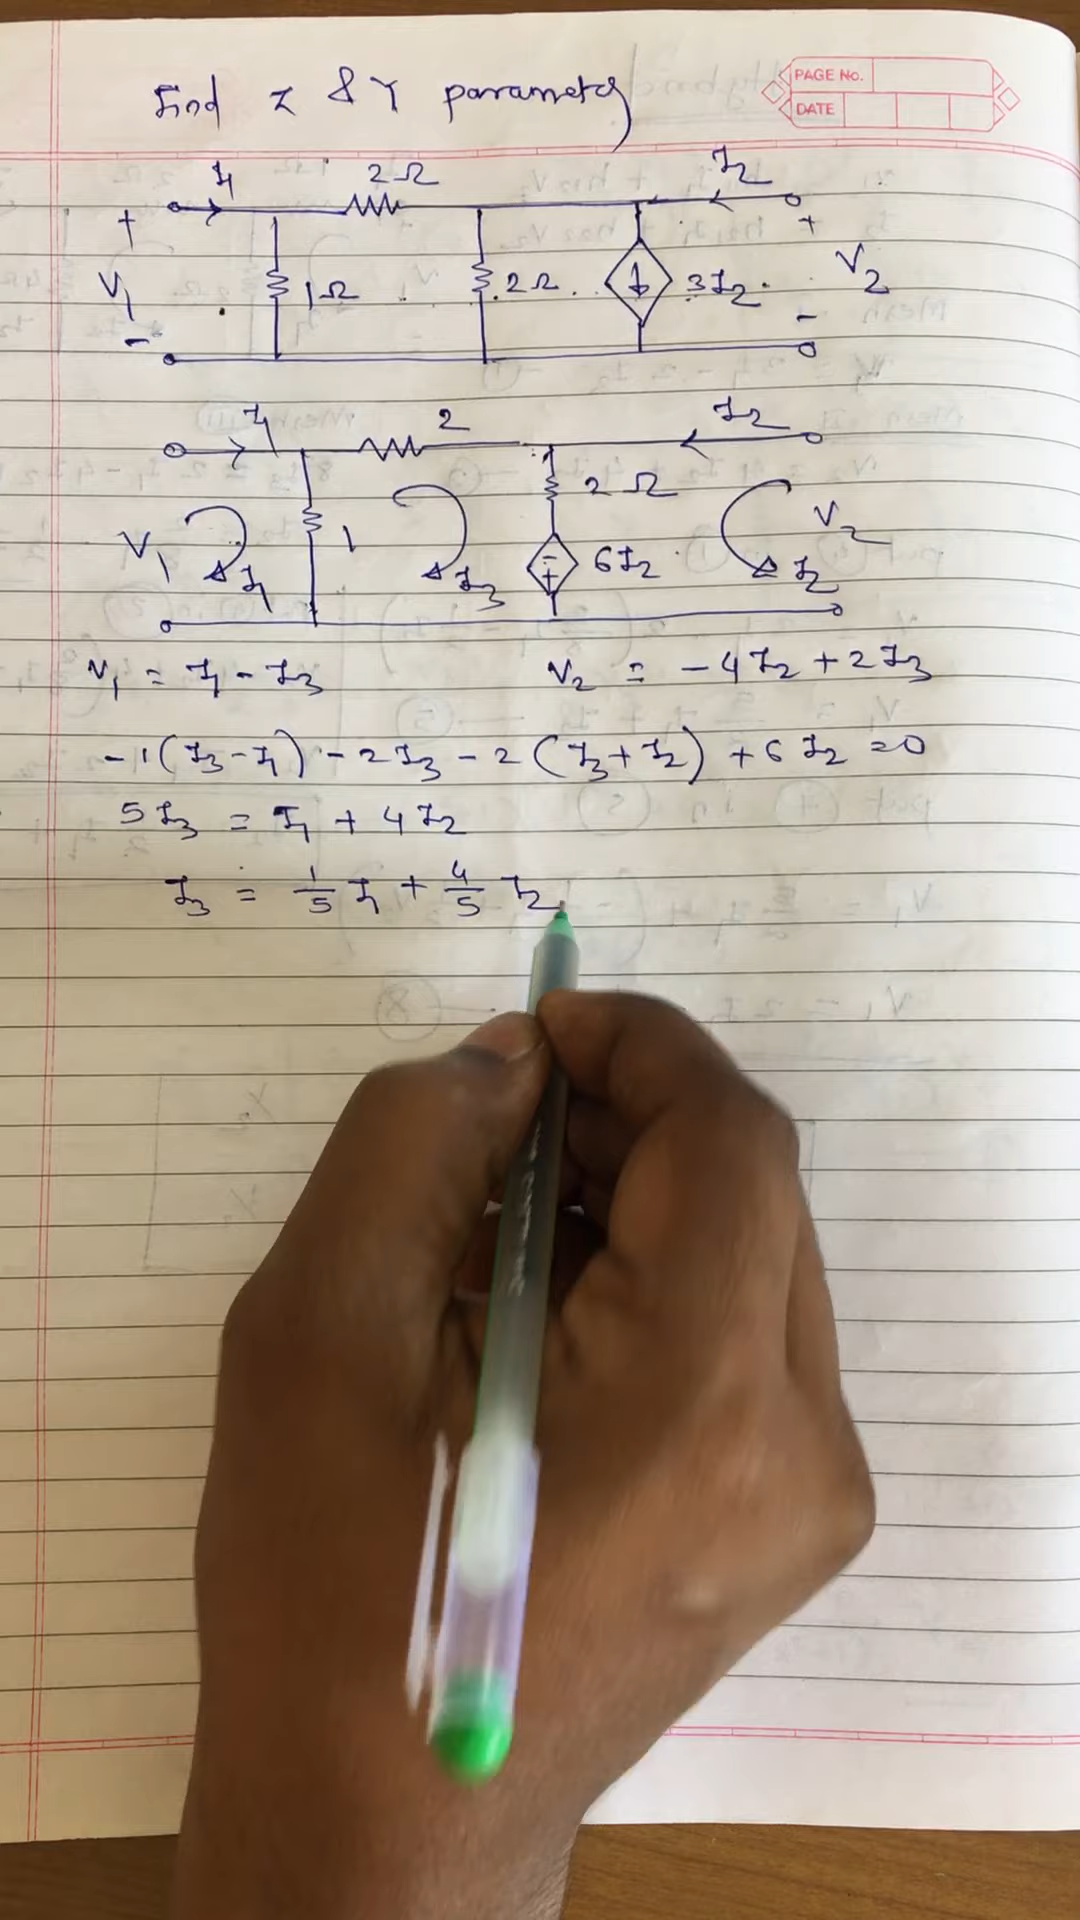 Find Z & Y parameter
PAGE No.
DATE
I1 2Ω I2
+ +
V1 1Ω 2Ω 3I2 V2
- -
I1 2 I2
2Ω
V1 I1 1 I3 - + 6I2 V2 I2
V1 = I1 - I3 V2 = -4I2 + 2I3
-1(I3 - I1) - 2I3 - 2(I3 + I2) + 6I2 = 0
5I3 = I1 + 4I2
I3 = 1/5 I1 + 4/5 I2